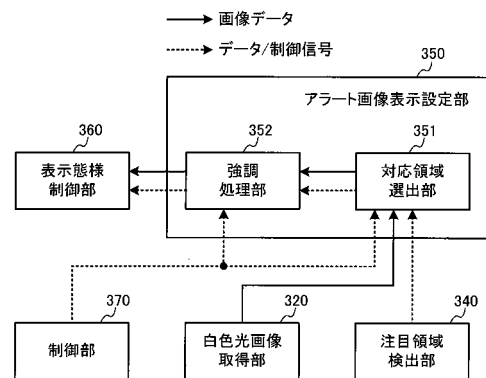 画像データ
データ/制御信号
350
アラート画像表示設定部
360
352
351
表示態様
制御部
強調
処理部
対応領域
選出部
370
320
340
制御部
白色光画像
取得部
注目領域
検出部